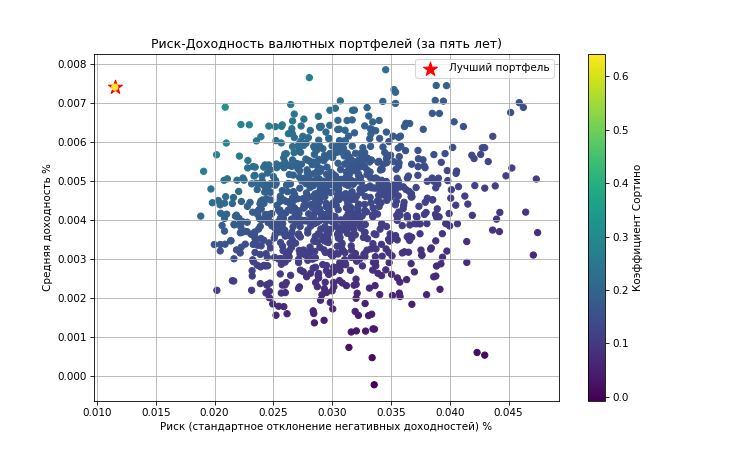 Риск-Доходность валютных портфелей (за пять лет)
Лучший портфель
Средняя доходность %
0.008
0.007
0.006
0.005
0.004
0.003
0.002
0.001
0.000
0.010 0.015 0.020 0.025 0.030 0.035 0.040 0.045
Риск (стандартное отклонение негативных доходностей) %
0.6
0.5
0.4
0.3
0.2
0.1
0.0
Коэффициент Сортино